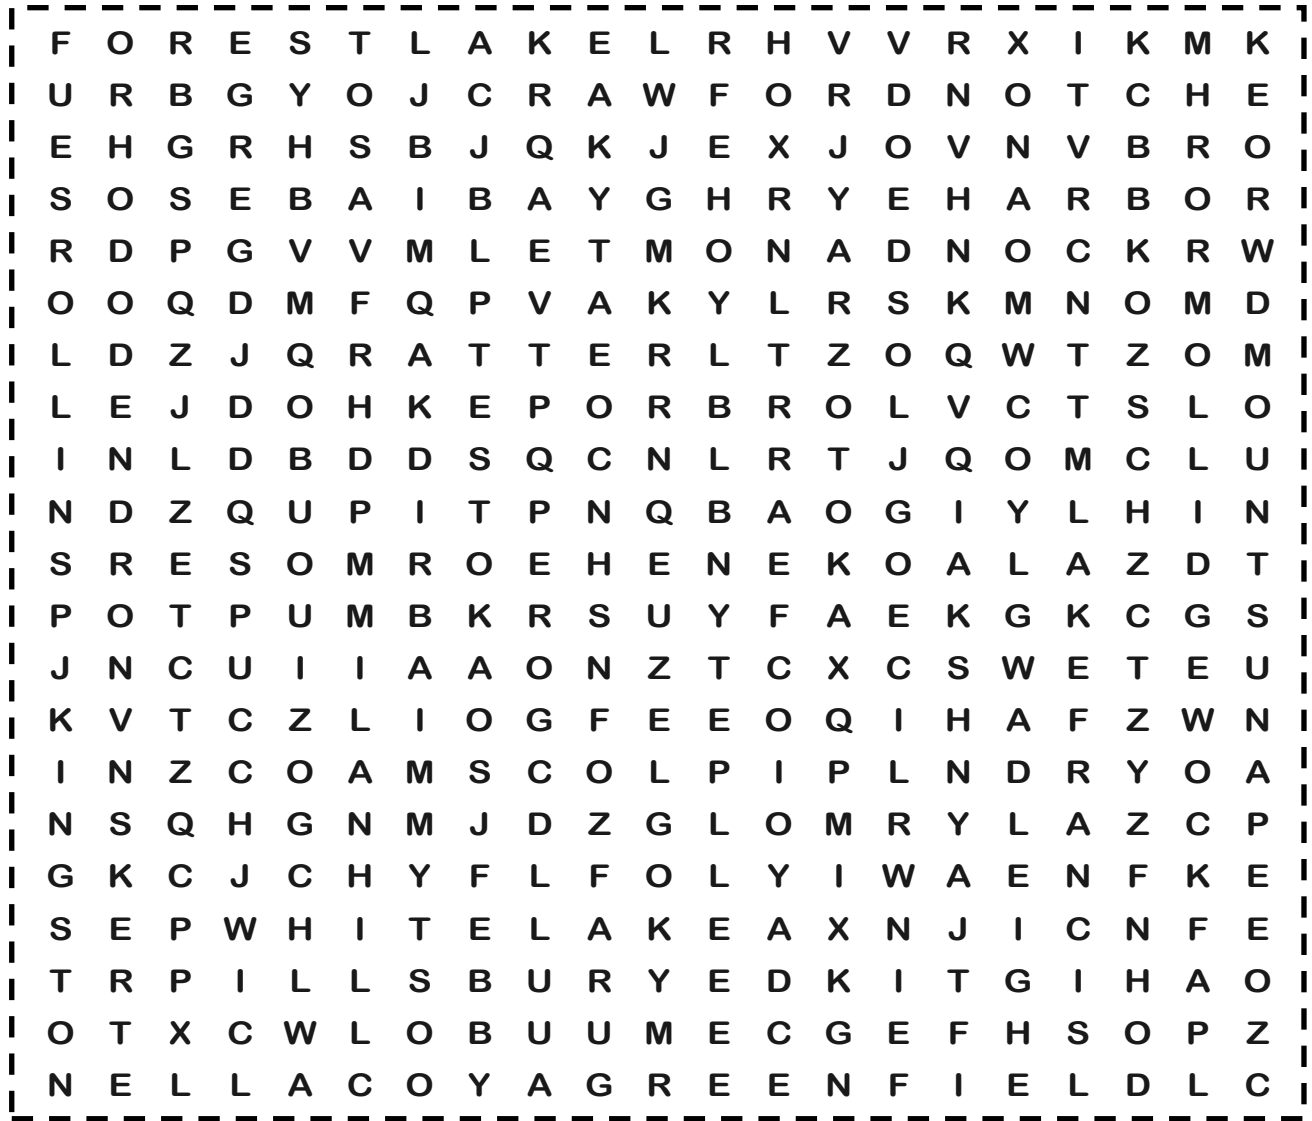 F O R E S T L A K E L R H V V R X I K M K
U R B G Y O J C R A W F O R D N O T C H E
E H G R H S B J Q K J E X J O V N V B R O
S O S E B A I B A Y G H R Y E H A R B O R
R D P G V V M L E T M O N A D N O C K R W
O O Q D M F Q P V A K Y L R S K M N O M D
L D Z J Q R A T T E R L T Z O Q W T Z O M
L E J D O H K E P O R B R O L V C T S L O
I N L D B D D S Q C N L R T J Q O M C L U
N D Z Q U P I T P N Q B A O G I Y L H I N
S R E S O M R O E H E N E K O A L A Z D T
P O T P U M B K R S U Y F A E K G K C G S
J N C U I I A A O N Z T C X C S W E T E U
K V T C Z L I O G F E E O Q I H A F Z W N
I N Z C O A M S C O L P I P L N D R Y O A
N S Q H G N M J D Z G L O M R Y L A Z C P
G K C J C H Y F L F O L Y I W A E N F K E
S E P W H I T E L A K E A X N J I C N F E
T R P I L L S B U R Y E D K I T G I H A O
O T X C W L O B U U M E C G E F H S O P Z
N E L L A C O Y A G R E E N F I E L D L C